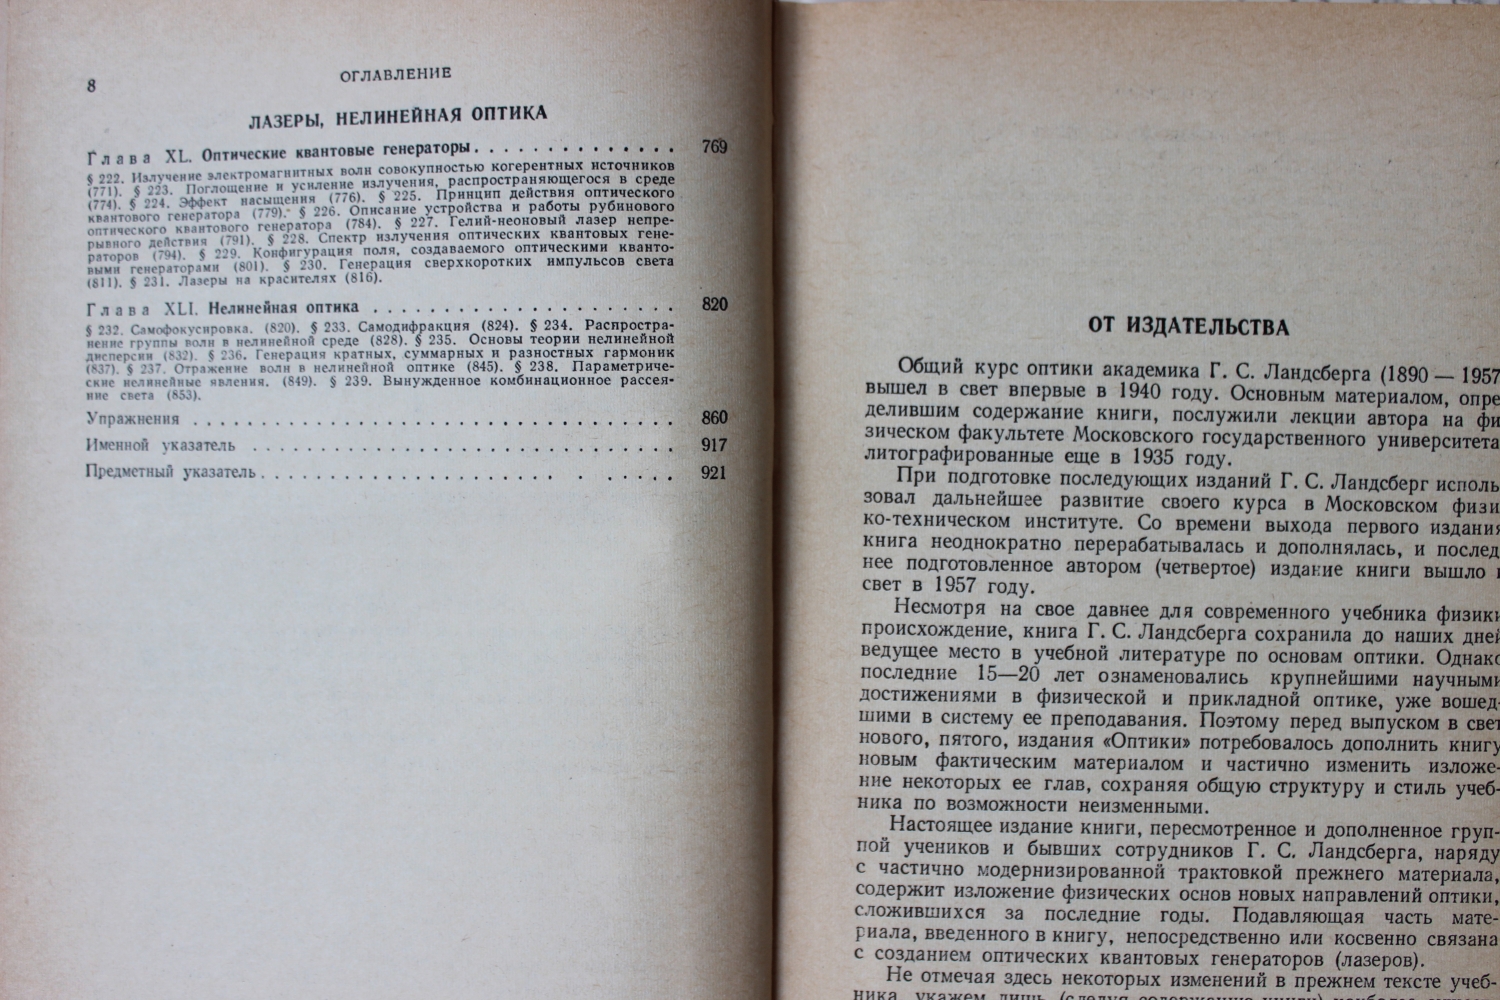 8
ОГЛАВЛЕНИЕ
ЛАЗЕРЫ, НЕЛИНЕЙНАЯ ОПТИКА
Глава XL. Оптические квантовые генераторы. . . . . . . . . . . . . . 769
§ 222. Излучение электромагнитных волн совокупностью когерентных источников
(771). § 223. Поглощение и усиление излучения, распространяющегося в среде
(774). § 224. Эффект насыщения (776). § 225. Принцип действия оптического
квантового генератора (779). § 226. Описание устройства и работы рубинового
оптического квантового генератора (784). § 227. Гелий-неоновый лазер непре-
рывного действия (791). § 228. Спектр излучения оптических квантовых гене-
раторов (794). § 229. Конфигурация поля, создаваемого оптическими кванто-
выми генераторами (801). § 230. Генерация сверхкоротких импульсов света
(811). § 231. Лазеры на красителях (816).
Глава XLI. Нелинейная оптика . . . . . . . . . . . . . . . . . . . . . 820
§ 232. Самофокусировка. (820). § 233. Самодифракция (824). § 234. Распростра-
нение группы волн в нелинейной среде (828). § 235. Основы теории нелинейной
дисперсии (832). § 236. Генерация кратных, суммарных и разностных гармоник
(837). § 237. Отражение волн в нелинейной оптике (845). § 238. Параметриче-
ские нелинейные явления. (849). § 239. Вынужденное комбинационное рассея-
ние света (853).
Упражнения . . . . . . . . . . . . . . . . . . . . . . . . . . . . . . . . . 860
Именной указатель . . . . . . . . . . . . . . . . . . . . . . . . . . . . . 917
Предметный указатель . . . . . . . . . . . . . . . . . . . . . . . . . . . 921
ОТ ИЗДАТЕЛЬСТВА
Общий курс оптики академика Г. С. Ландсберга (1890 — 1957
вышел в свет впервые в 1940 году. Основным материалом, опре
делившим содержание книги, послужили лекции автора на фи
зическом факультете Московского государственного университета
литографированные еще в 1935 году.
При подготовке последующих изданий Г. С. Ландсберг исполь
зовал дальнейшее развитие своего курса в Московском физи
ко-техническом институте. Со времени выхода первого издания
книга неоднократно перерабатывалась и дополнялась, и послед
нее подготовленное автором (четвертое) издание книги вышло
свет в 1957 году.
Несмотря на свое давнее для современного учебника физики
происхождение, книга Г. С. Ландсберга сохранила до наших дней
ведущее место в учебной литературе по основам оптики. Однако
последние 15—20 лет ознаменовались крупнейшими научными
достижениями в физической и прикладной оптике, уже вошед-
шими в систему ее преподавания. Поэтому перед выпуском в свет
нового, пятого, издания «Оптики» потребовалось дополнить книгу
новым фактическим материалом и частично изменить изложе-
ние некоторых ее глав, сохраняя общую структуру и стиль учеб-
ника по возможности неизменными.
Настоящее издание книги, пересмотренное и дополненное груп-
пой учеников и бывших сотрудников Г. С. Ландсберга, наряду
с частично модернизированной трактовкой прежнего материала,
содержит изложение физических основ новых направлений оптики,
сложившихся за последние годы. Подавляющая часть мате-
риала, введенного в книгу, непосредственно или косвенно связана
с созданием оптических квантовых генераторов (лазеров).
Не отмечая здесь некоторых изменений в прежнем тексте учеб-
ника, укажем лишь (следуя содержанию книги)